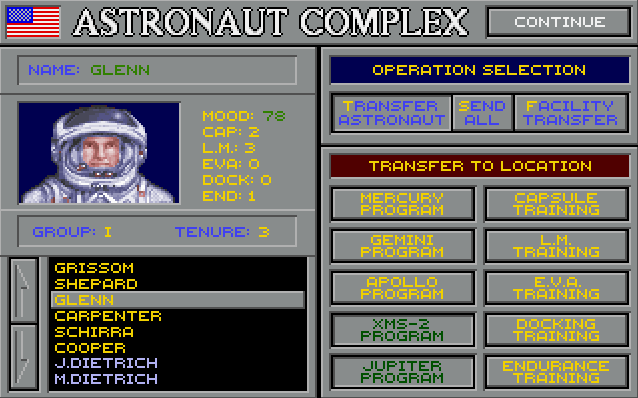 ASTRONAUT COMPLEX
CONTINUE
NAME: GLENN
MOOD: 78
CAP: 2
L.M.: 3
EVA: 0
DOCK: 0
END: 1
GROUP: I TENURE: 3
GRISSOM
SHEPARD
GLENN
CARPENTER
SCHIRRA
COOPER
J.DIETRICH
M.DIETRICH
OPERATION SELECTION
TRANSFER
ASTRONAUT
SEND
ALL
FACILITY
TRANSFER
TRANSFER TO LOCATION
MERCURY
PROGRAM
CAPSULE
TRAINING
GEMINI
PROGRAM
L.M.
TRAINING
APOLLO
PROGRAM
E.V.A.
TRAINING
XMS-2
PROGRAM
DOCKING
TRAINING
JUPITER
PROGRAM
ENDURANCE
TRAINING